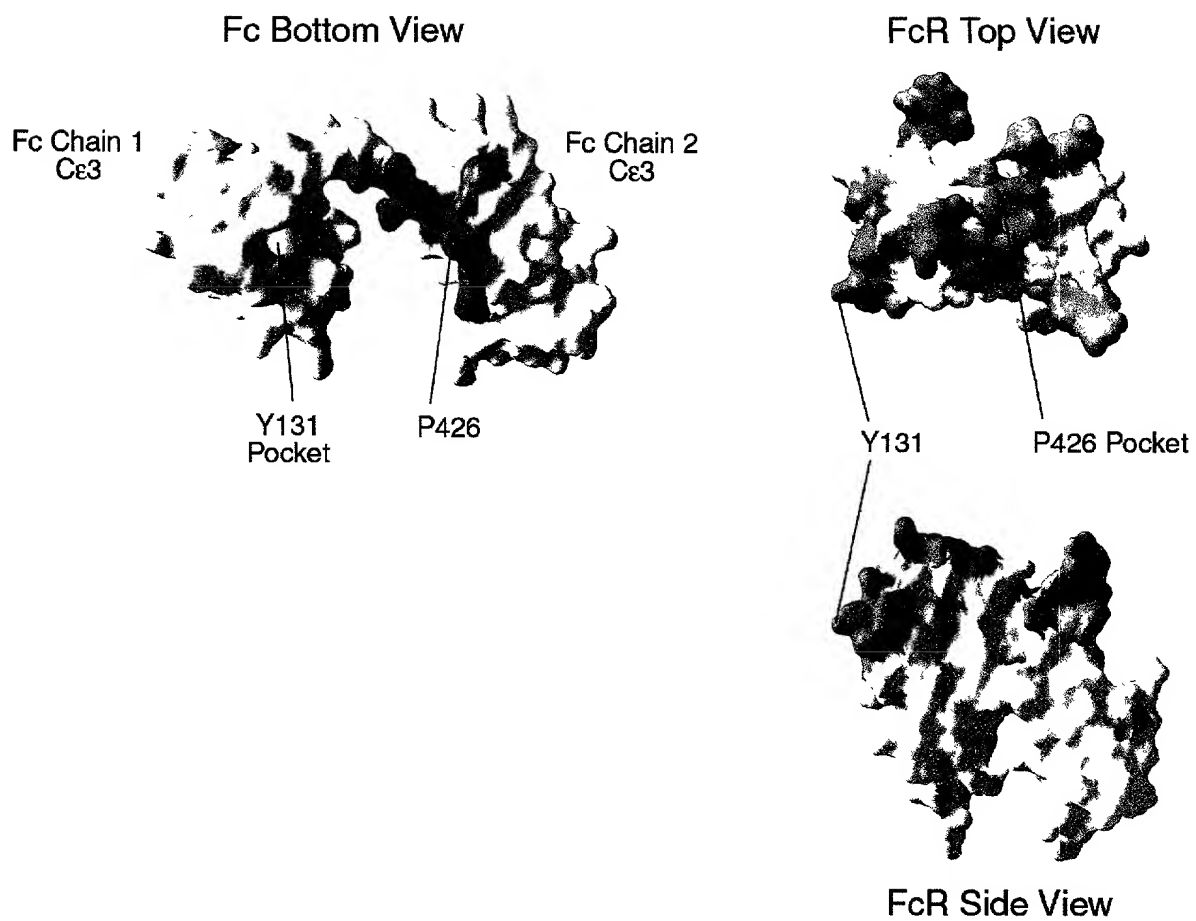 Fc Bottom View
FcR Top View
Fc Chain 1
Cε3
Fc Chain 2
Cε3
Y131
Pocket
P426
Y131
P426 Pocket
FcR Side View